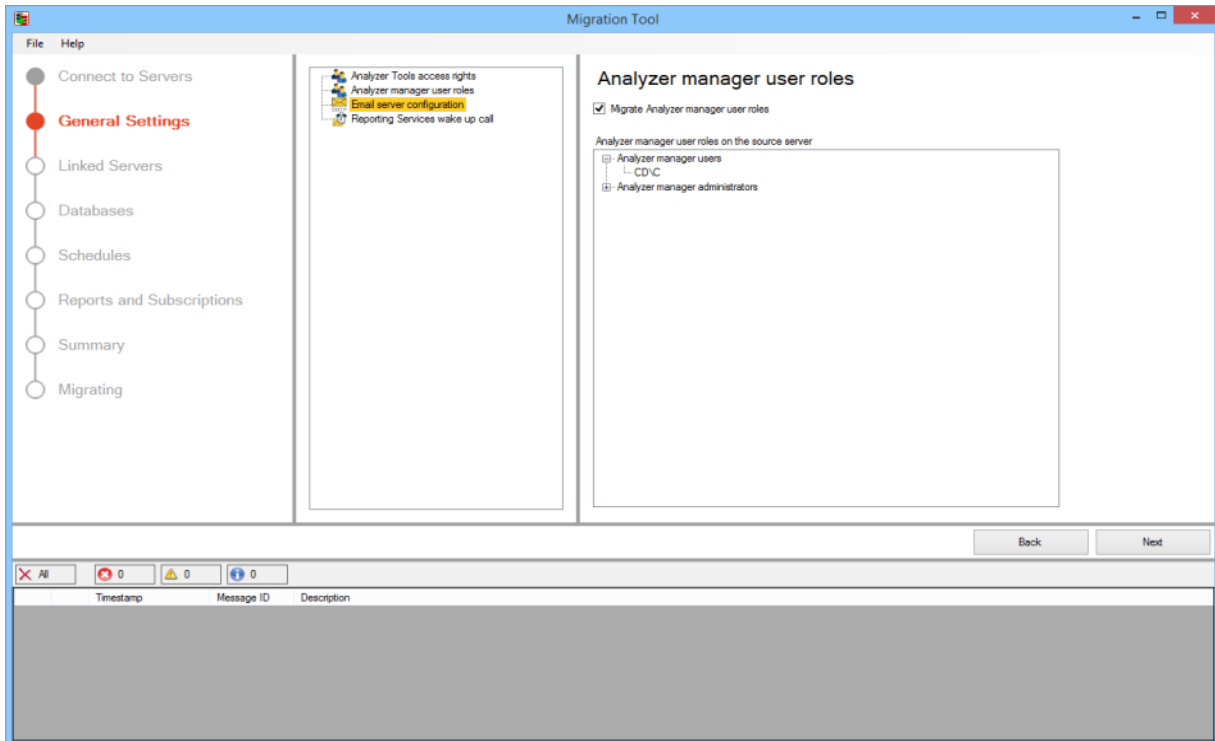 Migration Tool
File Help
Connect to Servers
General Settings
Linked Servers
Databases
Schedules
Reports and Subscriptions
Summary
Migrating
Analyzer Tools access rights
Analyzer manager user roles
Email server configuration
Reporting Services wake up call
Analyzer manager user roles
Migrate Analyzer manager user roles
Analyzer manager user roles on the source server
Analyzer manager users
CD\C
Analyzer manager administrators
Back Next
All 0 0 0
Timestamp Message ID Description